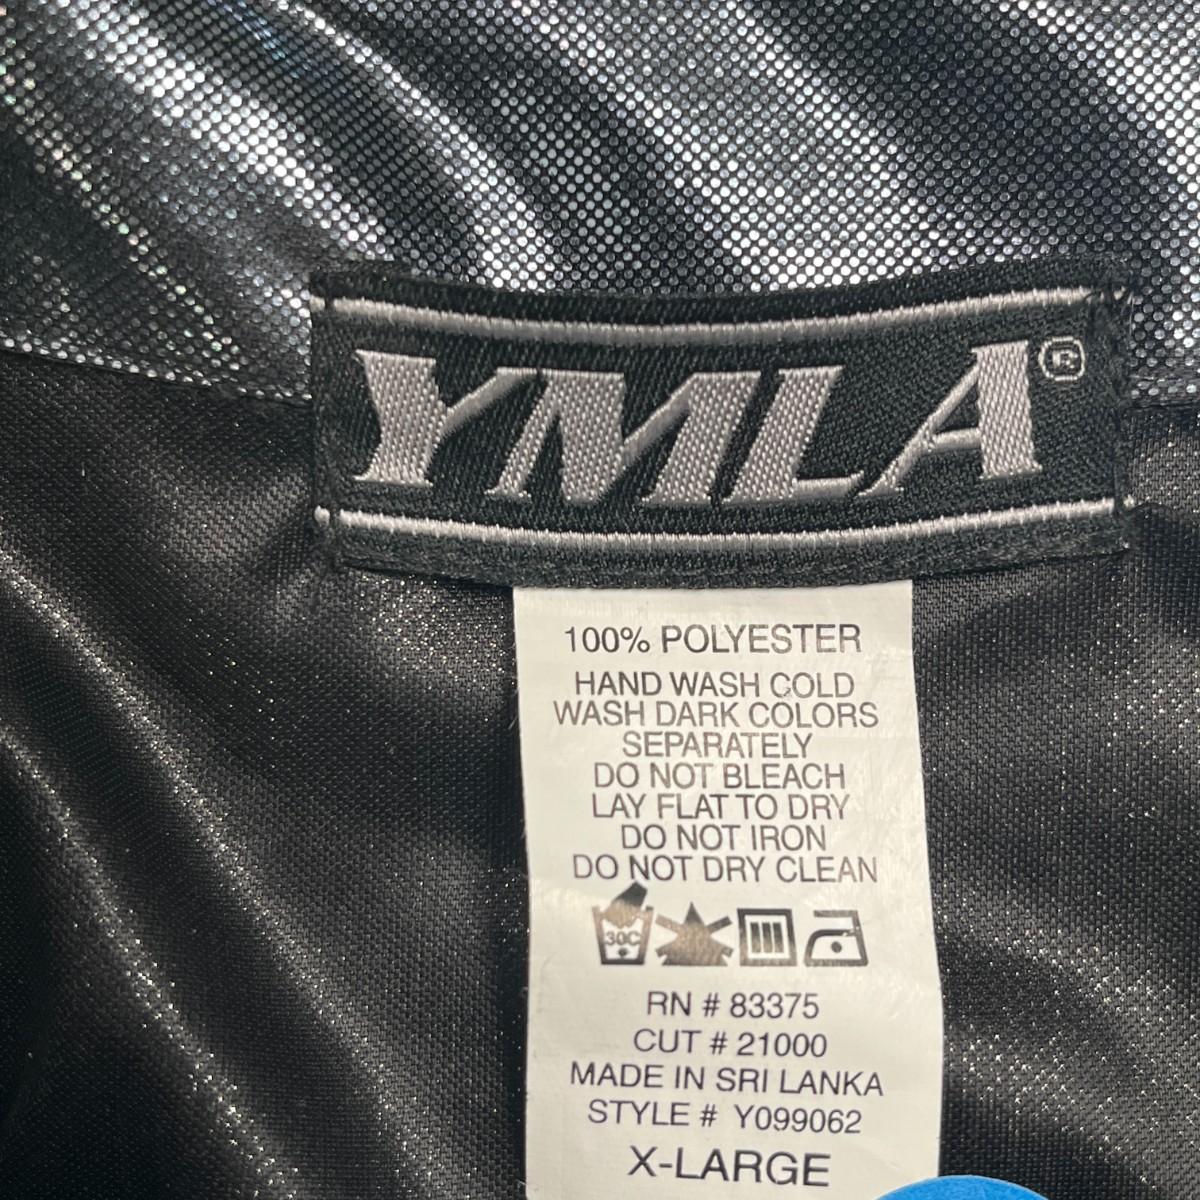 YMLA®
100% POLYESTER
HAND WASH COLD
WASH DARK COLORS
SEPARATELY
DO NOT BLEACH
LAY FLAT TO DRY
DO NOT IRON
DO NOT DRY CLEAN
30C
RN # 83375
CUT # 21000
MADE IN SRI LANKA
STYLE # Y099062
X-LARGE